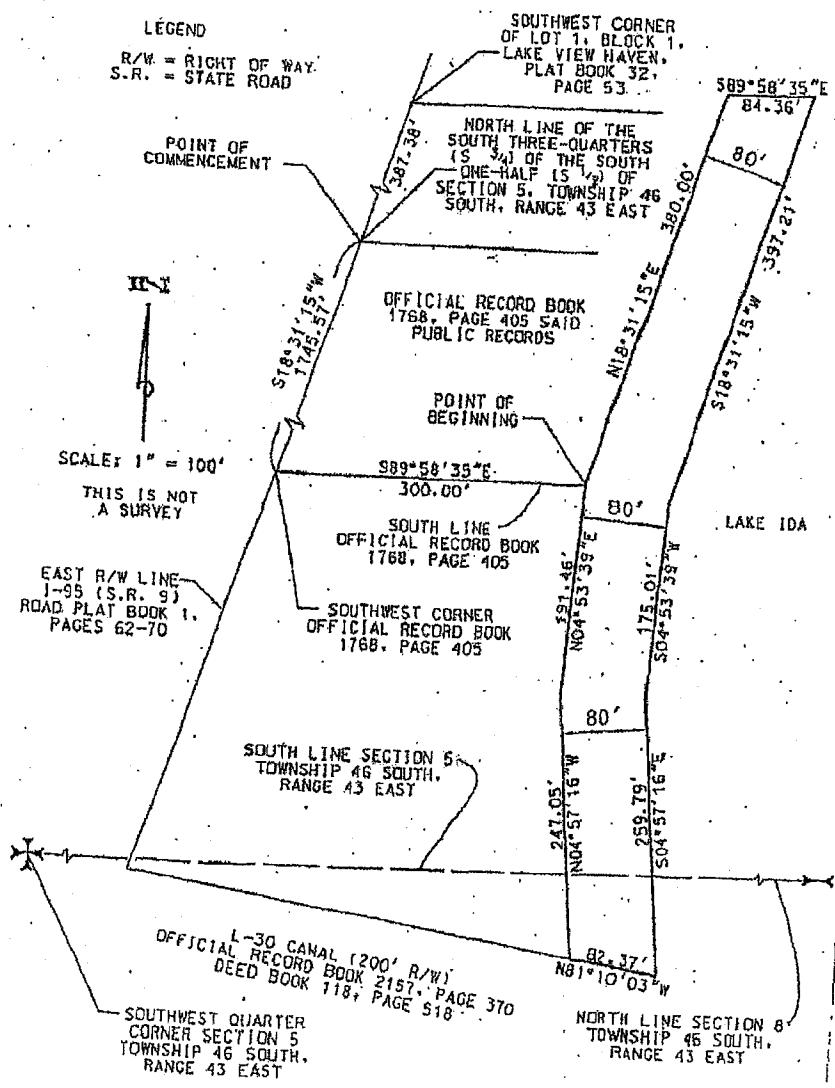 LEGEND
R/W = RIGHT OF WAY.
S.R. = STATE ROAD
SOUTHWEST CORNER
OF LOT 1, BLOCK 1,
LAKE VIEW HAVEN,
PLAT BOOK 32,
PAGE 53
S89°58'35"E
84.36'
POINT OF
COMMENCEMENT
387.38'
NORTH LINE OF THE
SOUTH THREE-QUARTERS
(S 3/4) OF THE SOUTH
ONE-HALF (S 1/2) OF
SECTION 5, TOWNSHIP 46
SOUTH, RANGE 43 EAST
80'
380.00'
N18°31'15"E
397.21'
S18°31'15"W
S18°31'15"W
1745.57'
OFFICIAL RECORD BOOK
1768, PAGE 405 SAID
PUBLIC RECORDS
POINT OF
BEGINNING
SCALE: 1" = 100'
THIS IS NOT
A SURVEY
S89°58'35"E
300.00'
80'
LAKE IDA
SOUTH LINE
OFFICIAL RECORD BOOK
1768, PAGE 405
EAST R/W LINE
I-95 (S.R. 9)
ROAD PLAT BOOK 1,
PAGES 62-70
SOUTHWEST CORNER
OFFICIAL RECORD BOOK
1768, PAGE 405
N04°53'39"E
175.01'
S04°53'39"W
80'
SOUTH LINE SECTION 5,
TOWNSHIP 46 SOUTH,
RANGE 43 EAST
247.05'
N04°57'16"W
259.79'
S04°57'16"E
L-30 CANAL (200' R/W)
OFFICIAL RECORD BOOK 2157, PAGE 370
DEED BOOK 118, PAGE 518
82.37'
N81°10'03"W
SOUTHWEST QUARTER
CORNER SECTION 5
TOWNSHIP 46 SOUTH,
RANGE 43 EAST
NORTH LINE SECTION 8
TOWNSHIP 46 SOUTH,
RANGE 43 EAST